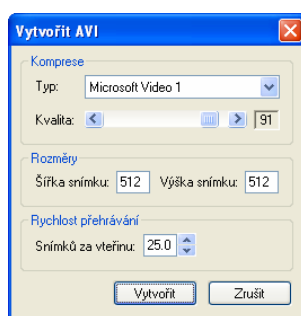 Vytvořit AVI
Komprese
Typ: Microsoft Video 1
Kvalita: 91
Rozměry
Šířka snímku: 512 Výška snímku: 512
Rychlost přehrávání
Snímků za vteřinu: 25.0
Vytvořit Zrušit